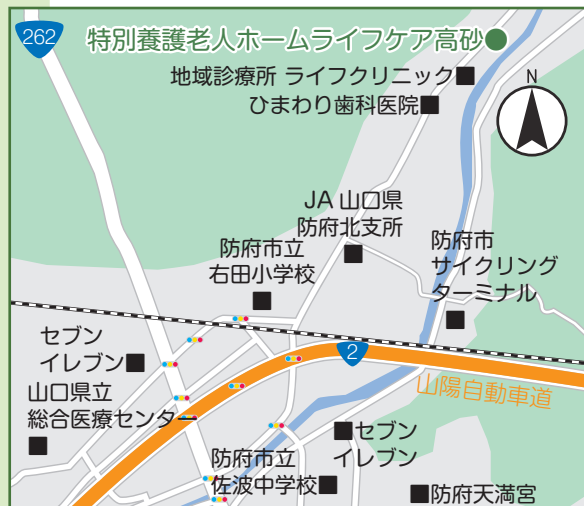 262
特別養護老人ホームライフケア高砂
地域診療所 ライフクリニック
ひまわり歯科医院
N
JA 山口県
防府北支所
防府市立
右田小学校
防府市
サイクリング
ターミナル
セブン
イレブン
2
山陽自動車道
山口県立
総合医療センター
セブン
イレブン
防府市立
佐波中学校
防府天満宮